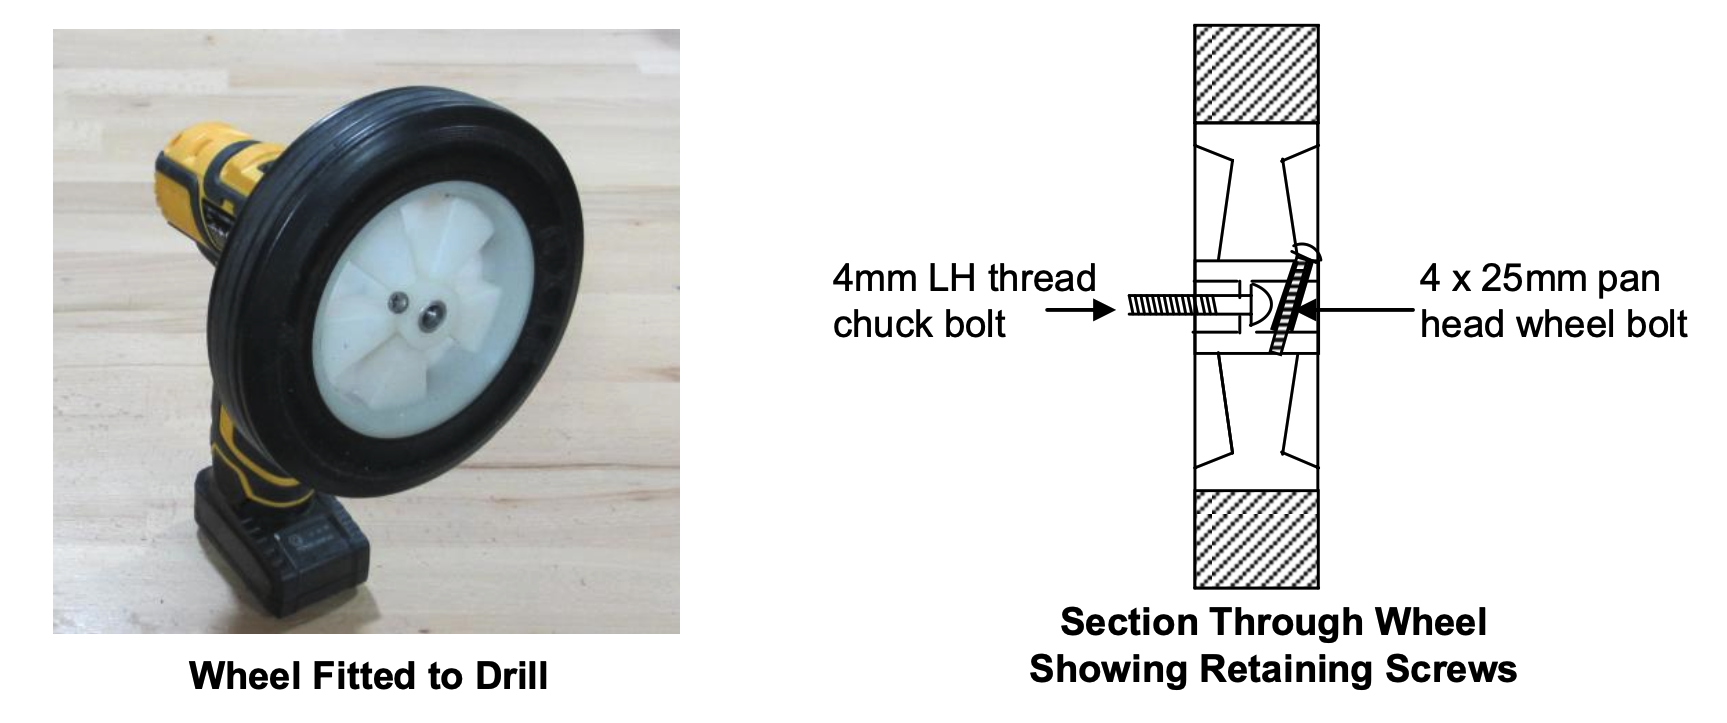 4mm LH thread
chuck bolt
4 x 25mm pan
head wheel bolt
Wheel Fitted to Drill
Section Through Wheel
Showing Retaining Screws